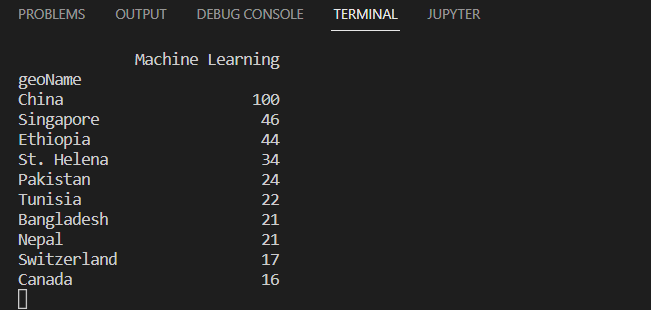 PROBLEMS OUTPUT DEBUG CONSOLE TERMINAL JUPYTER
Machine Learning
geoName
China 100
Singapore 46
Ethiopia 44
St. Helena 34
Pakistan 24
Tunisia 22
Bangladesh 21
Nepal 21
Switzerland 17
Canada 16